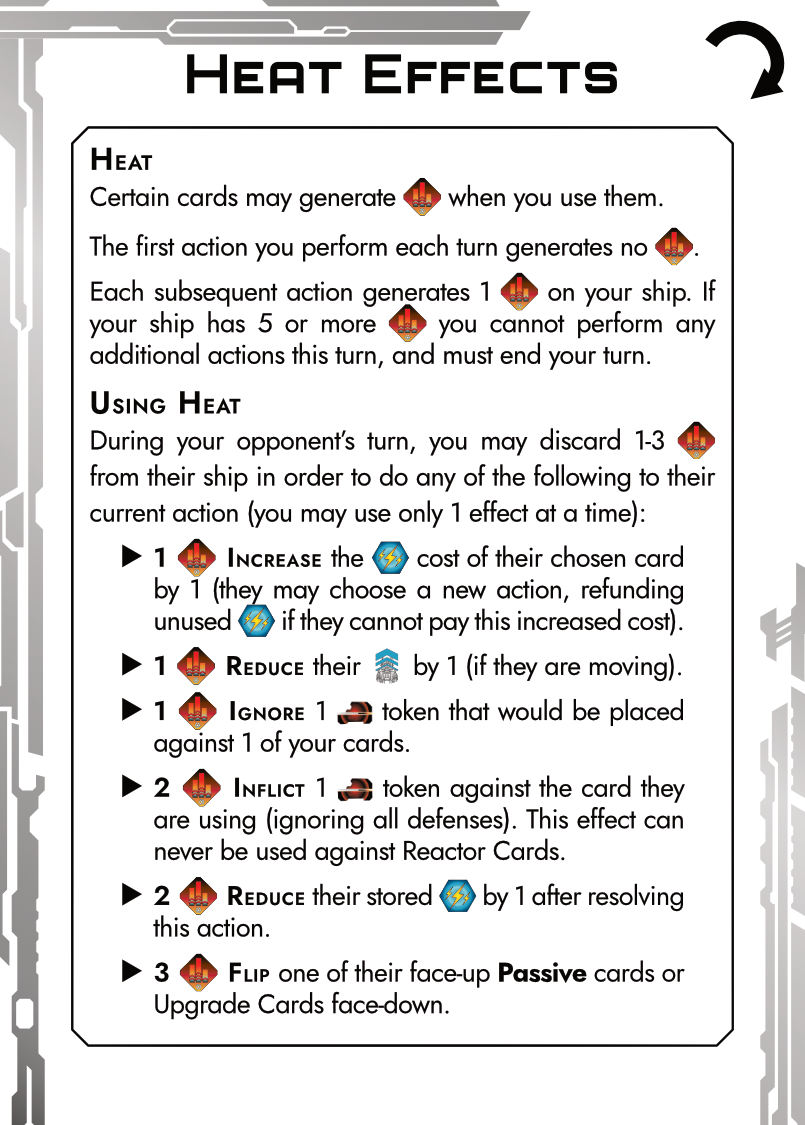 Heat Effects
Heat
Certain cards may generate when you use them.
The first action you perform each turn generates no .
Each subsequent action generates 1 on your ship. If
your ship has 5 or more you cannot perform any
additional actions this turn, and must end your turn.
Using Heat
During your opponent's turn, you may discard 1-3
from their ship in order to do any of the following to their
current action (you may use only 1 effect at a time):
▶ 1 Increase the cost of their chosen card
by 1 (they may choose a new action, refunding
unused if they cannot pay this increased cost).
▶ 1 Reduce their by 1 (if they are moving).
▶ 1 Ignore 1 token that would be placed
against 1 of your cards.
▶ 2 Inflict 1 token against the card they
are using (ignoring all defenses). This effect can
never be used against Reactor Cards.
▶ 2 Reduce their stored by 1 after resolving
this action.
▶ 3 Flip one of their face-up Passive cards or
Upgrade Cards face-down.